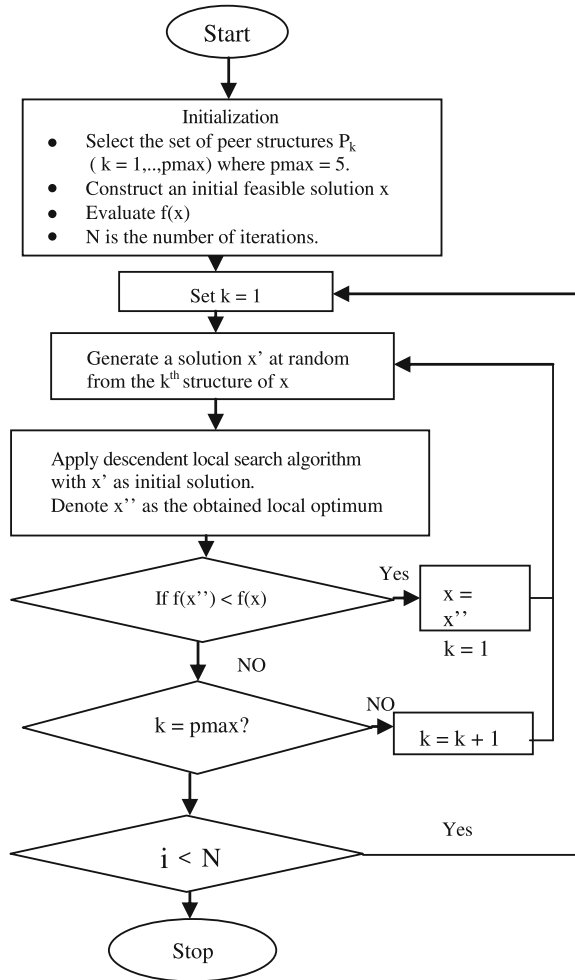 Start
Initialization
● Select the set of peer structures Pk
( k = 1,..,pmax) where pmax = 5.
● Construct an initial feasible solution x
● Evaluate f(x)
● N is the number of iterations.
Set k = 1
Generate a solution x’ at random
from the kth structure of x
Apply descendent local search algorithm
with x’ as initial solution.
Denote x’’ as the obtained local optimum
If f(x’’) < f(x)
Yes
x =
x’’
k = 1
NO
k = pmax?
NO
k = k + 1
i < N
Yes
Stop